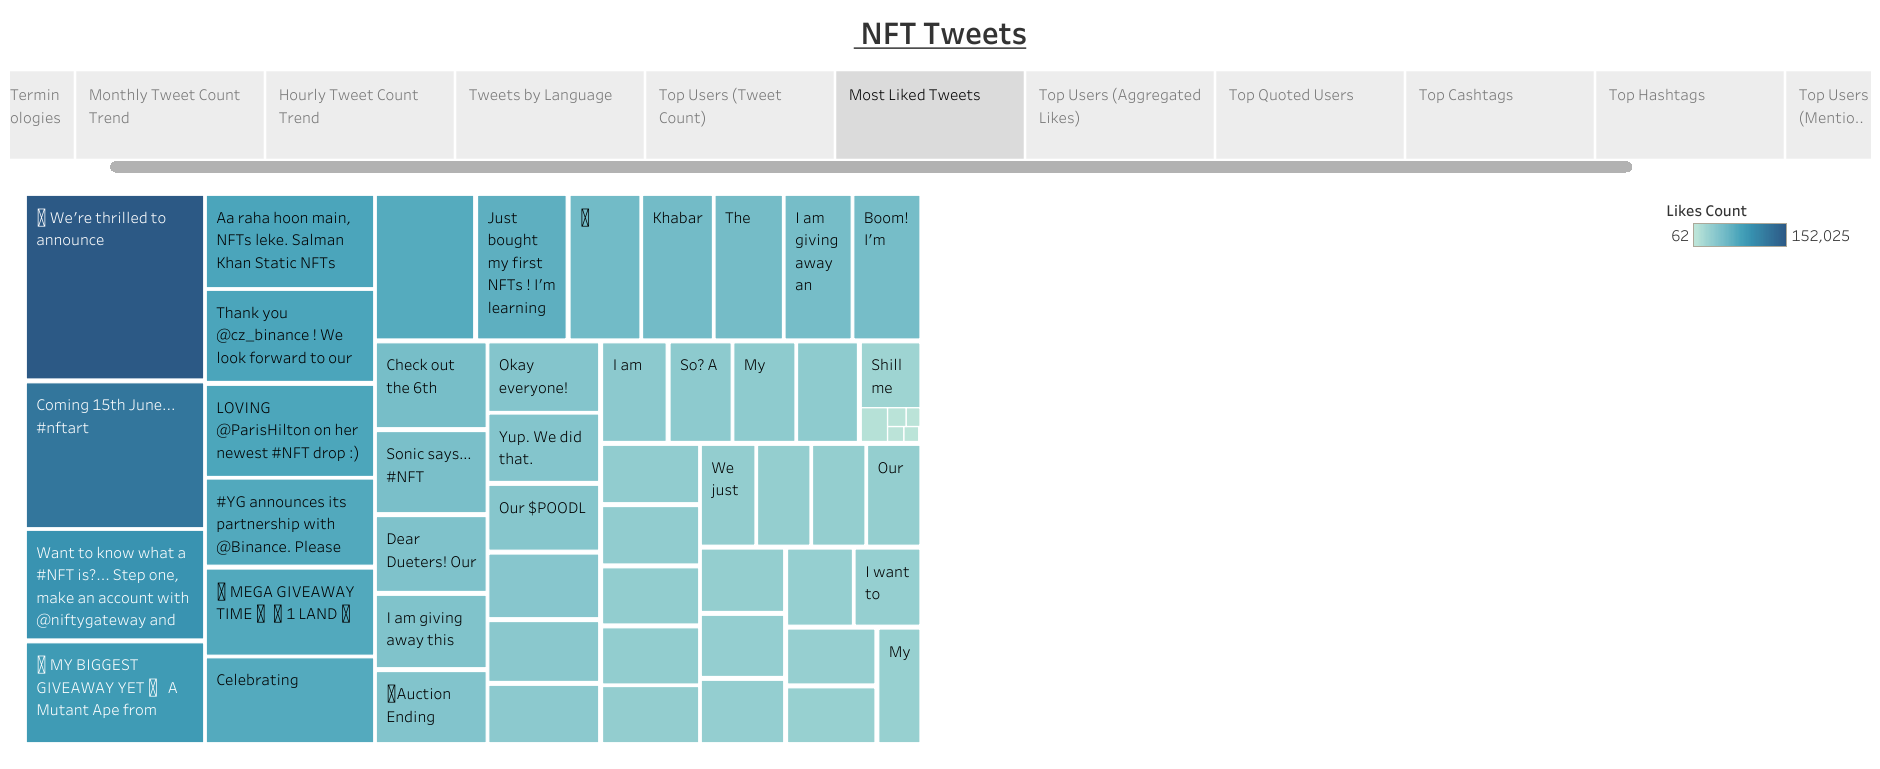 NFT Tweets
Termin
ologies
Monthly Tweet Count
Trend
Hourly Tweet Count
Trend
Tweets by Language
Top Users (Tweet
Count)
Most Liked Tweets
Top Users (Aggregated
Likes)
Top Quoted Users
Top Cashtags
Top Hashtags
Top Users
(Mentio..
We're thrilled to
announce
Coming 15th June...
#nftart
Want to know what a
#NFT is?... Step one,
make an account with
@niftygateway and
MY BIGGEST
GIVEAWAY YET A
Mutant Ape from
Aa raha hoon main,
NFTs leke. Salman
Khan Static NFTs
Thank you
@cz_binance ! We
look forward to our
LOVING
@ParisHilton on her
newest #NFT drop :)
#YG announces its
partnership with
@Binance. Please
MEGA GIVEAWAY
TIME 1 LAND
Celebrating
Just
bought
my first
NFTs ! I'm
learning
Khabar
The
I am
giving
away
an
Boom!
I'm
Check out
the 6th
Sonic says...
#NFT
Dear
Dueters! Our
I am giving
away this
Auction
Ending
Okay
everyone!
Yup. We did
that.
Our $POODL
I am
So? A
My
Shill
me
We
just
Our
I want
to
My
Likes Count
62
152,025